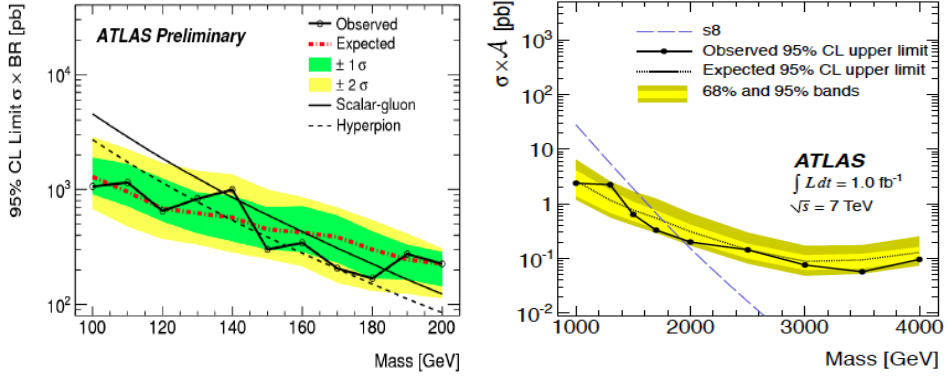 95% CL Limit σ × BR [pb]
ATLAS Preliminary
Observed
Expected
± 1 σ
± 2 σ
Scalar-gluon
Hyperpion
10⁴
10³
10²
100 120 140 160 180 200
Mass [GeV]
σ × A [pb]
s8
Observed 95% CL upper limit
Expected 95% CL upper limit
68% and 95% bands
ATLAS
∫ L dt = 1.0 fb⁻¹
√s = 7 TeV
10³
10²
10
1
10⁻¹
10⁻²
1000 2000 3000 4000
Mass [GeV]